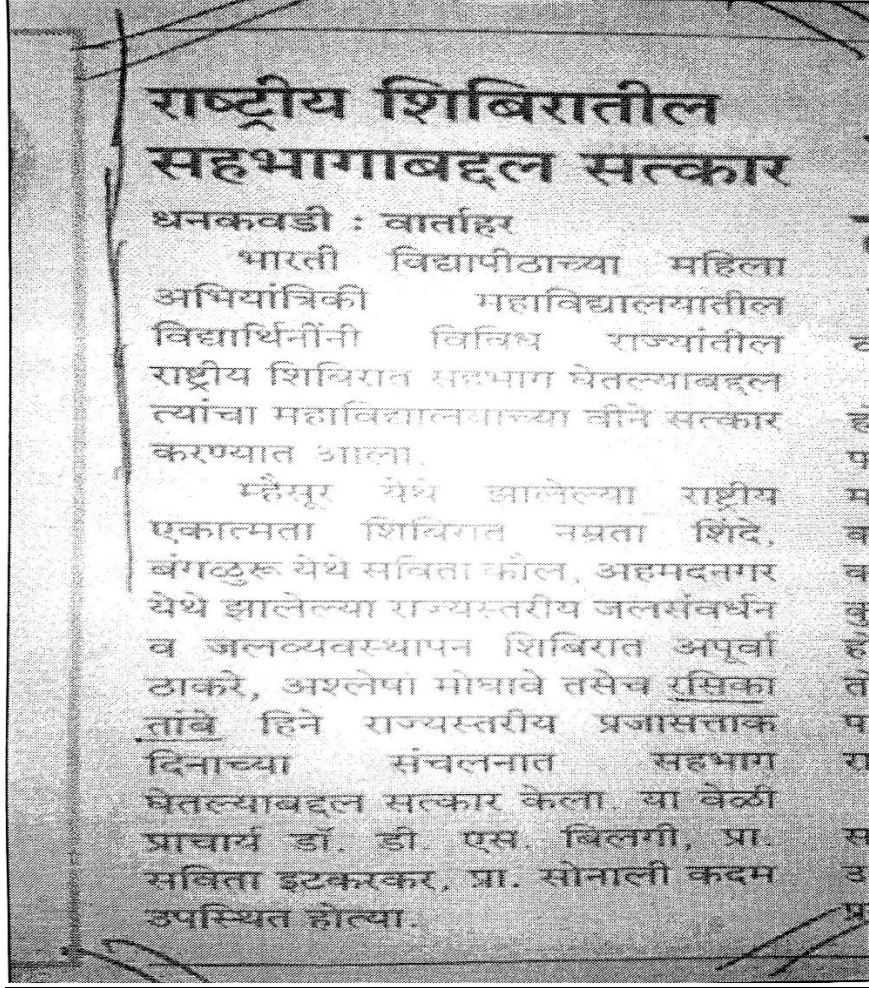 राष्ट्रीय शिबिरातील
सहभागाबद्दल सत्कार
धनकवडी : वार्ताहर
भारती विद्यापीठाच्या महिला
अभियांत्रिकी महाविद्यालयातील
विद्यार्थिनींनी विविध राज्यांतील
राष्ट्रीय शिबिरात सहभाग घेतल्याबद्दल
त्यांचा महाविद्यालयाच्या वीने सत्कार
करण्यात आला.
म्हैसूर येथे झालेल्या राष्ट्रीय
एकात्मता शिबिरात नम्रता शिंदे,
बंगळुरू येथे सविता कौल, अहमदनगर
येथे झालेल्या राज्यस्तरीय जलसंवर्धन
व जलव्यवस्थापन शिबिरात अपूर्वा
ठाकरे, अश्लेषा मोघावे तसेच रसिका
तांबे हिने राज्यस्तरीय प्रजासत्ताक
दिनाच्या संचलनात सहभाग
घेतल्याबद्दल सत्कार केला. या वेळी
प्राचार्य डॉ. डी. एस. बिलगी, प्रा.
सविता इटकरकर, प्रा. सोनाली कदम
उपस्थित होत्या.